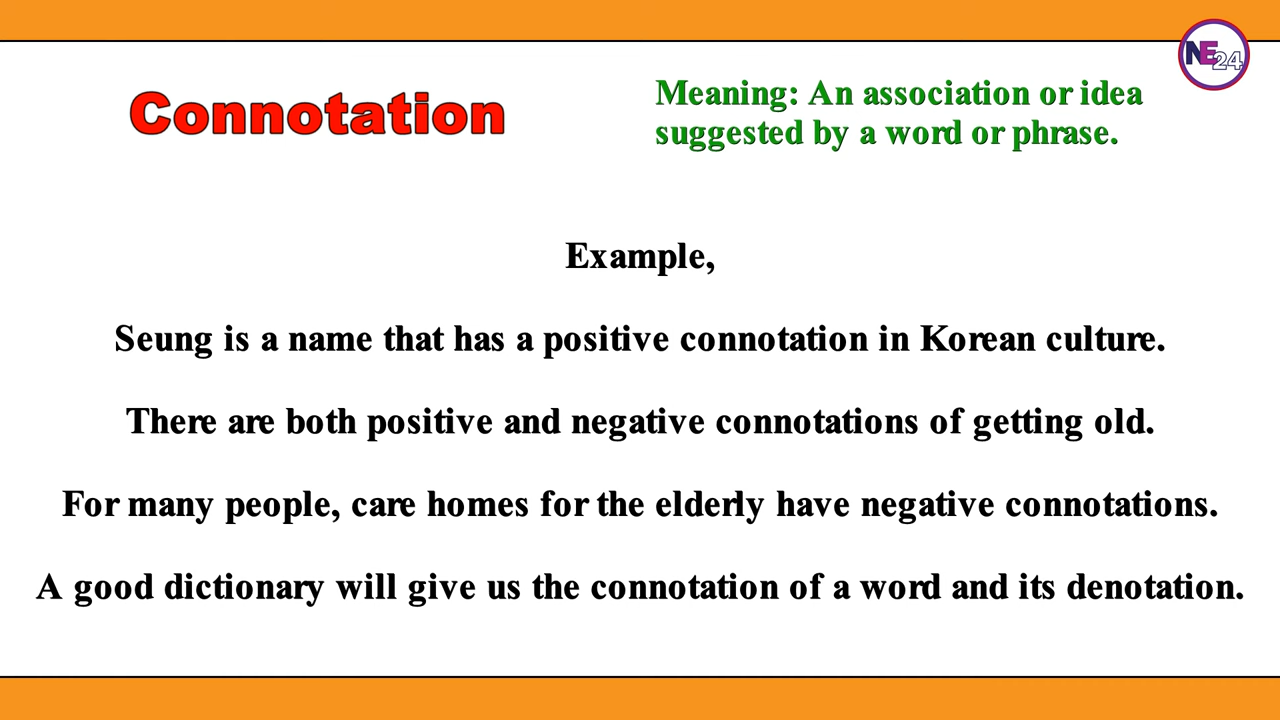 NE24
Connotation
Meaning: An association or idea
suggested by a word or phrase.
Example,
Seung is a name that has a positive connotation in Korean culture.
There are both positive and negative connotations of getting old.
For many people, care homes for the elderly have negative connotations.
A good dictionary will give us the connotation of a word and its denotation.